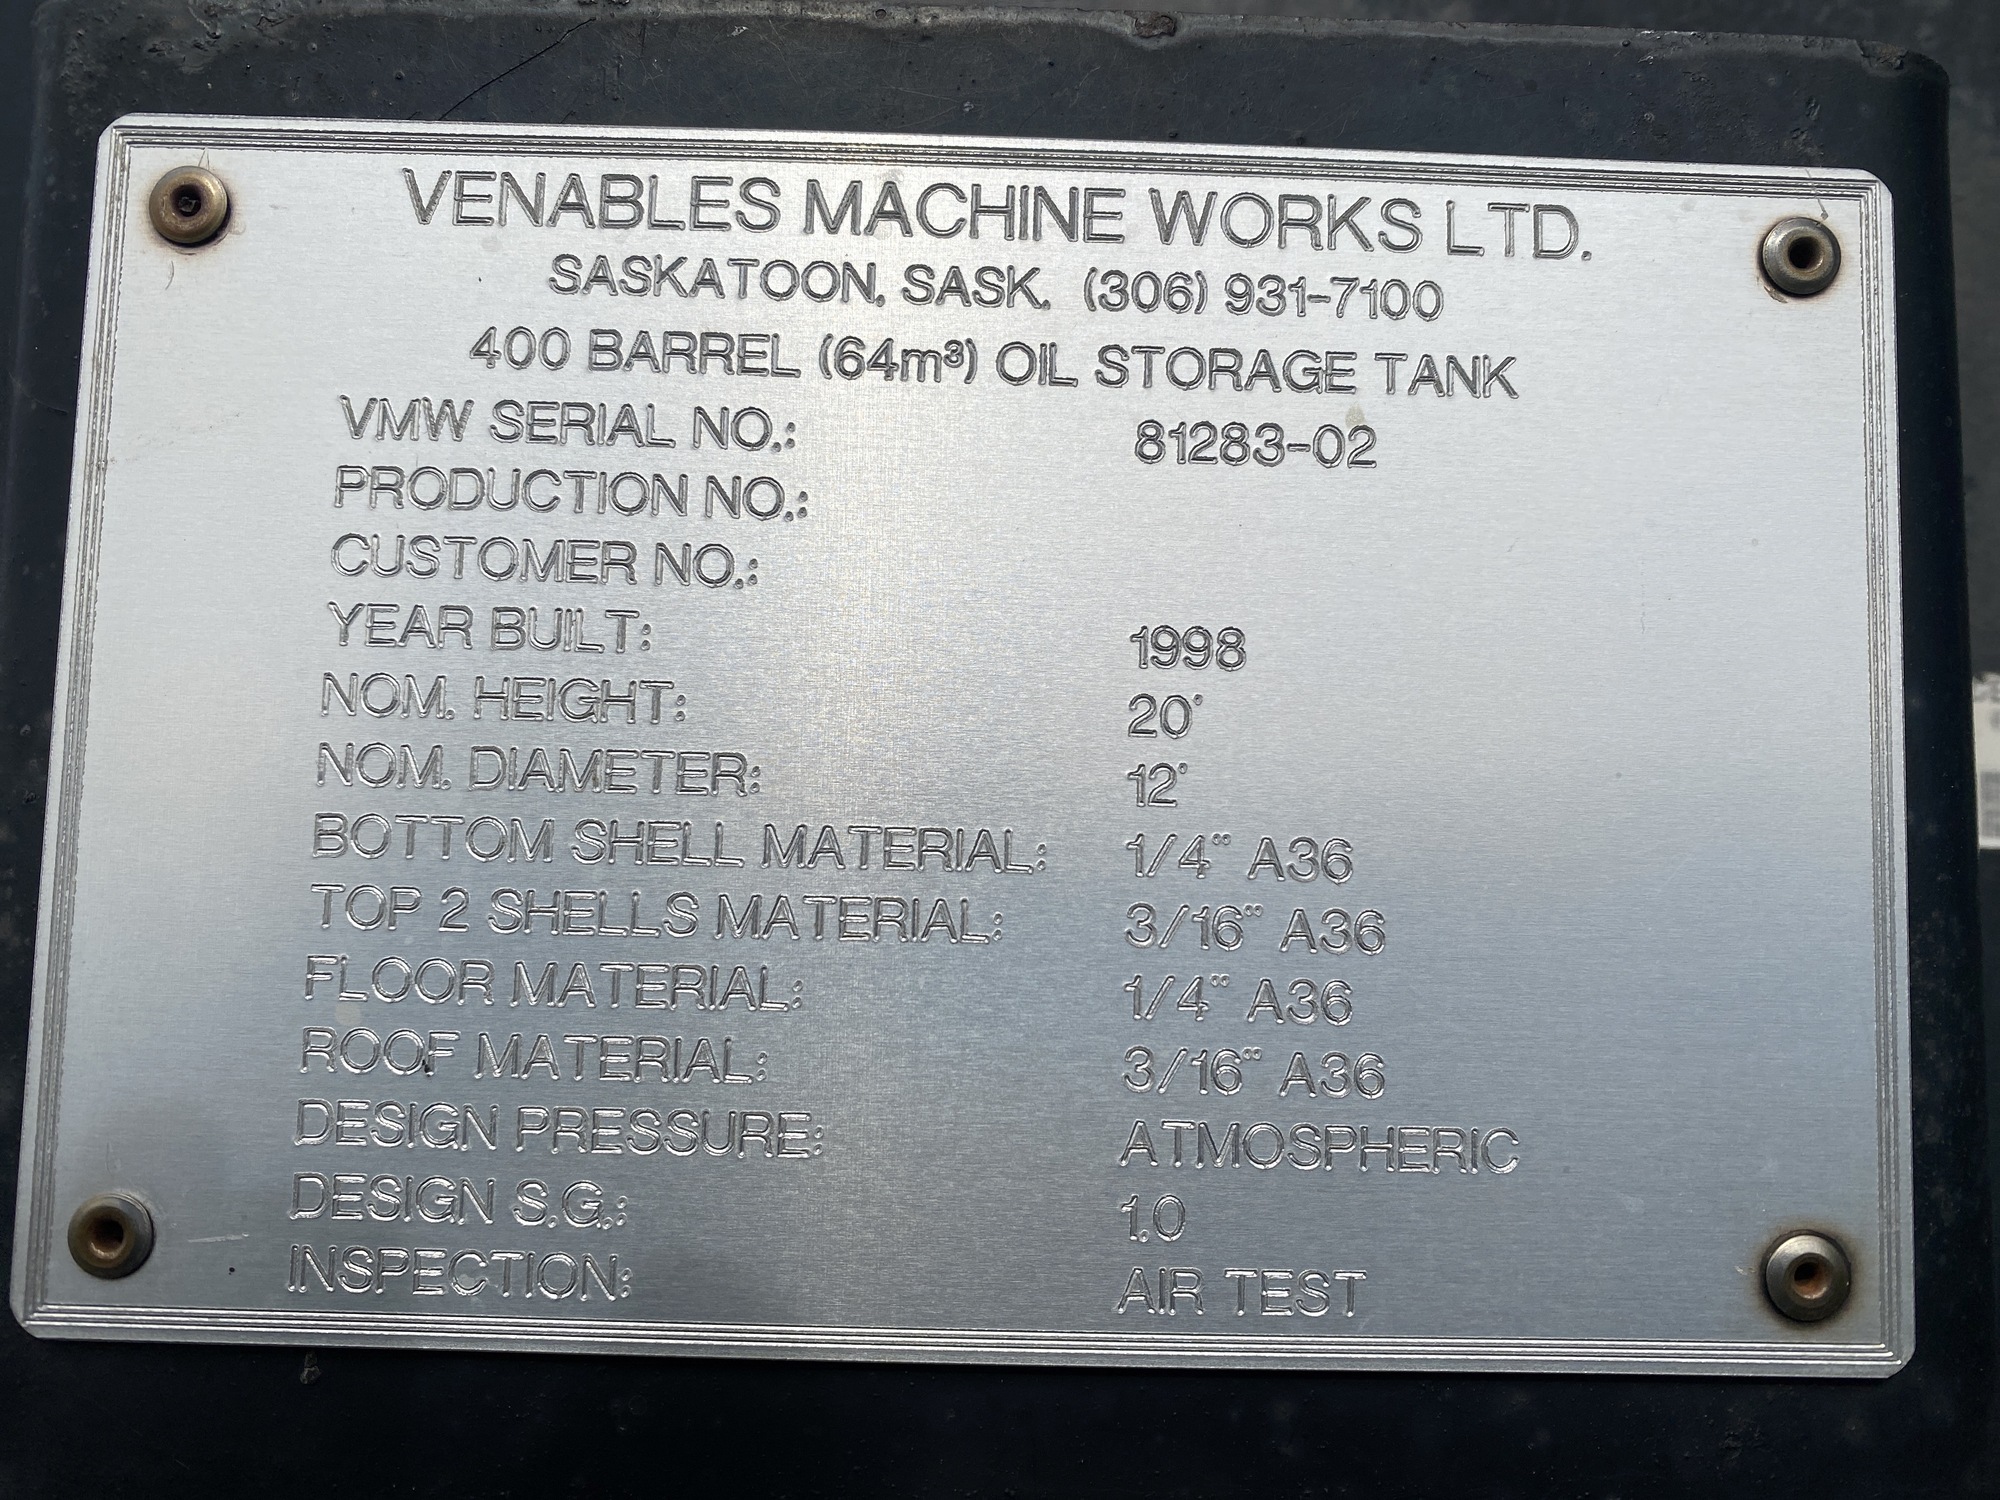 VENABLES MACHINE WORKS LTD.
SASKATOON, SASK. (306) 931-7100
400 BARREL (64m³) OIL STORAGE TANK
VMW SERIAL NO.: 81283-02
PRODUCTION NO.:
CUSTOMER NO.:
YEAR BUILT: 1998
NOM. HEIGHT: 20'
NOM. DIAMETER: 12'
BOTTOM SHELL MATERIAL: 1/4" A36
TOP 2 SHELLS MATERIAL: 3/16" A36
FLOOR MATERIAL: 1/4" A36
ROOF MATERIAL: 3/16" A36
DESIGN PRESSURE: ATMOSPHERIC
DESIGN S.G.: 1.0
INSPECTION: AIR TEST